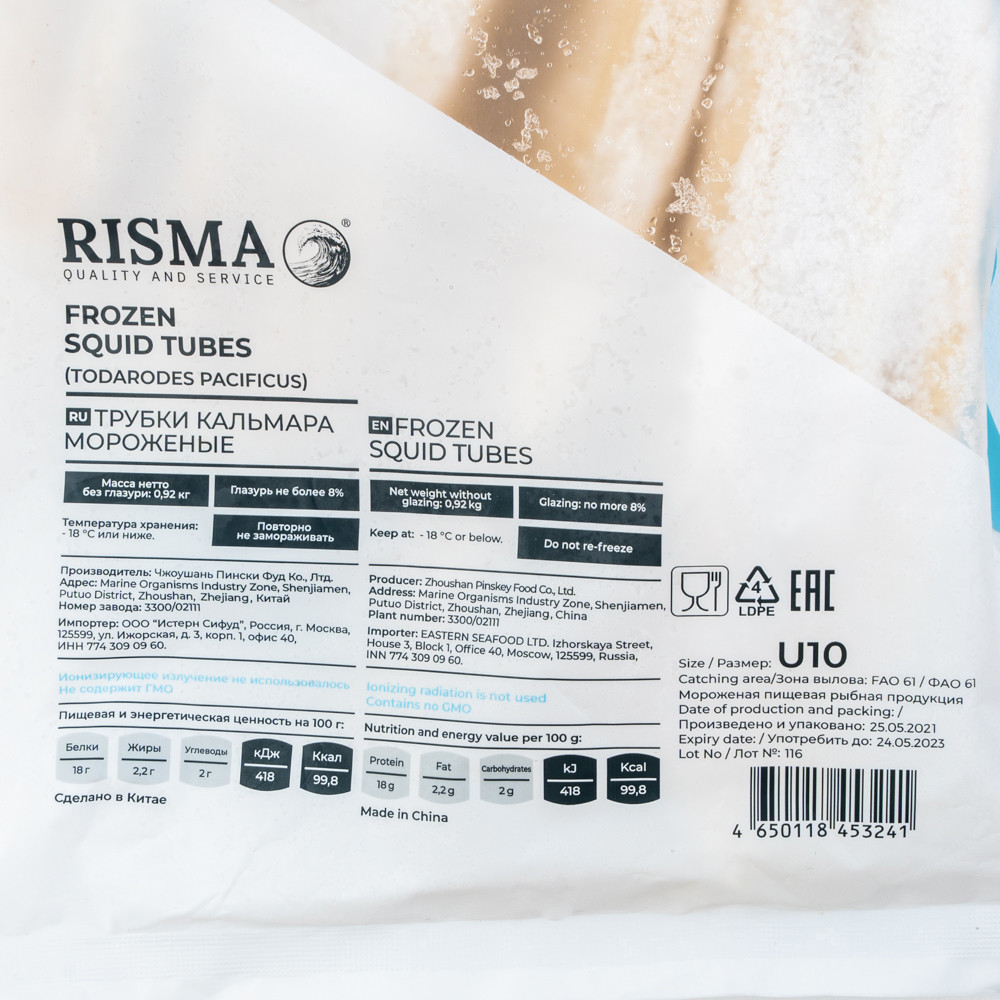 RISMA ®
QUALITY AND SERVICE
FROZEN
SQUID TUBES
(TODARODES PACIFICUS)
RU ТРУБКИ КАЛЬМАРА
МОРОЖЕНЫЕ
Масса нетто
без глазури: 0,92 кг
Глазурь не более 8%
Температура хранения:
- 18 °C или ниже.
Повторно
не замораживать
Производитель: Чжоушань Пински Фуд Ко., Лтд.
Адрес: Marine Organisms Industry Zone, Shenjiamen,
Putuo District, Zhoushan, Zhejiang, Китай
Номер завода: 3300/02111
Импортер: ООО "Истерн Сифуд", Россия, г. Москва,
125599, ул. Ижорская, д. 3, корп. 1, офис 40,
ИНН 774 309 09 60.
Ионизирующее излучение не использовалось
Не содержит ГМО
Пищевая и энергетическая ценность на 100 г:
Белки
18 г
Жиры
2,2 г
Углеводы
2 г
кДж
418
Ккал
99,8
Сделано в Китае
EN FROZEN
SQUID TUBES
Net weight without
glazing: 0,92 kg
Glazing: no more 8%
Keep at: - 18 °C or below.
Do not re-freeze
Producer: Zhoushan Pinskey Food Co., Ltd.
Address: Marine Organisms Industry Zone, Shenjiamen,
Putuo District, Zhoushan, Zhejiang, China
Plant number: 3300/02111
Importer: EASTERN SEAFOOD LTD. Izhorskaya Street,
House 3, Block 1, Office 40, Moscow, 125599, Russia,
INN 774 309 09 60.
Ionizing radiation is not used
Contains no GMO
Nutrition and energy value per 100 g:
Protein
18 g
Fat
2,2 g
Carbohydrates
2 g
kJ
418
Kcal
99,8
Made in China
4
LDPE
EAC
Size / Размер: U10
Catching area/Зона вылова: FAO 61 / ФАО 61
Мороженая пищевая рыбная продукция
Date of production and packing: /
Произведено и упаковано: 25.05.2021
Expiry date: / Употребить до: 24.05.2023
Lot No / Лот №: 116
4 650118 453241